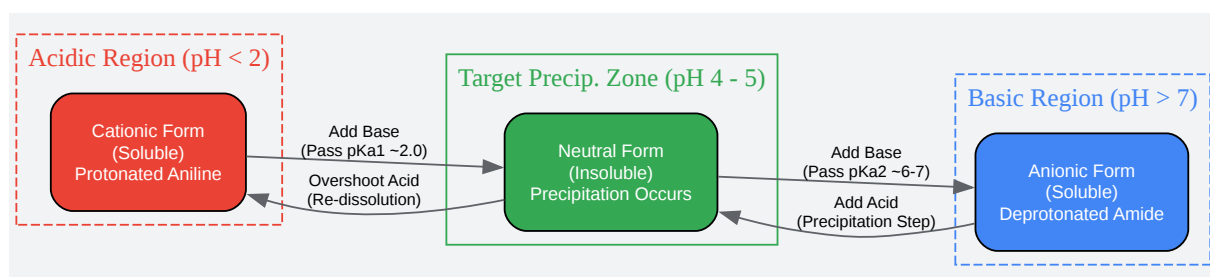 Acidic Region (pH < 2)
Cationic Form
(Soluble)
Protonated Aniline
Add Base
(Pass pKa1 ~2.0)
Overshoot Acid
(Re-dissolution)
Target Precip. Zone (pH 4 - 5)
Neutral Form
(Insoluble)
Precipitation Occurs
Add Base
(Pass pKa2 ~6-7)
Add Acid
(Precipitation Step)
Basic Region (pH > 7)
Anionic Form
(Soluble)
Deprotonated Amide